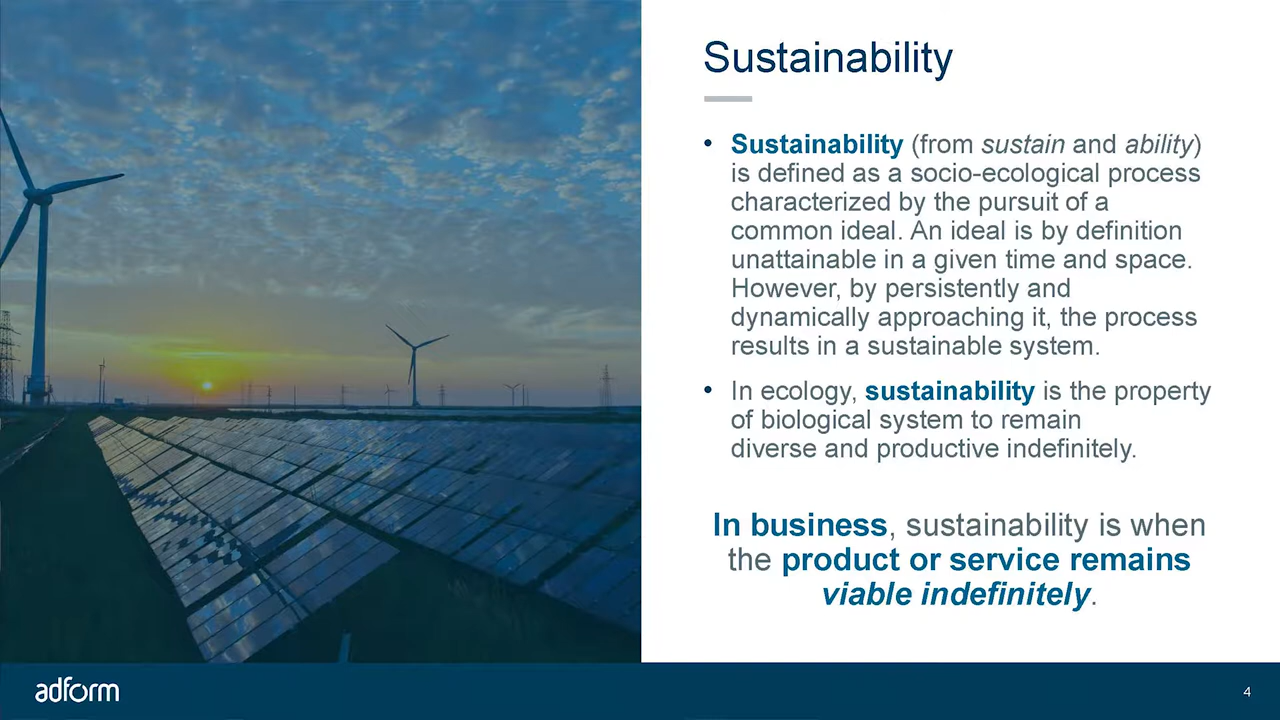 Sustainability
• Sustainability (from sustain and ability)
is defined as a socio-ecological process
characterized by the pursuit of a
common ideal. An ideal is by definition
unattainable in a given time and space.
However, by persistently and
dynamically approaching it, the process
results in a sustainable system.
• In ecology, sustainability is the property
of biological system to remain
diverse and productive indefinitely.
In business, sustainability is when
the product or service remains
viable indefinitely.
adform
4